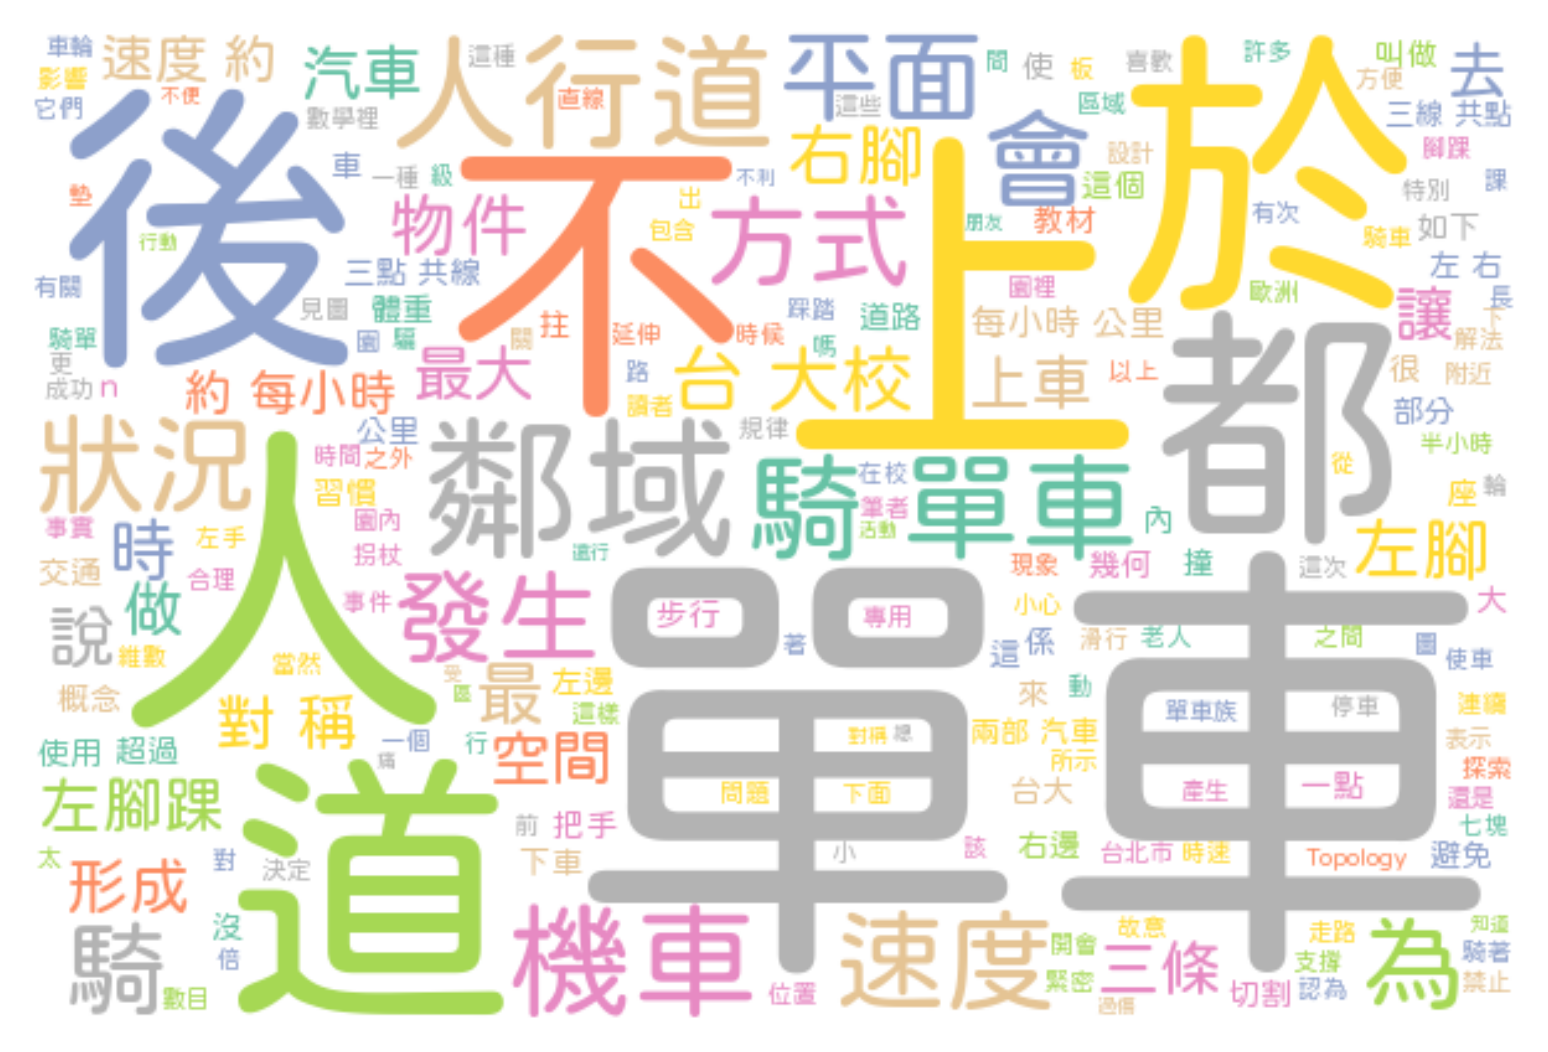 車輪
速度 約
汽車
人行道
這種
平面
間
使
板
喜歡
許多
叫做
去
影響
不便
直線
這些
方便
它們
數學裡
區域
三線 共點
後
不
上
於
會
右腳
設計
腳踝
車
一種
級
不利
這個
特別
課
墊
物件
出
方式
朋友
教材
有次
騎車
如下
行動
包含
三點 共線
左 右
有關
見圖
體重
園裡
歐洲
讓
長
下
騎單
園
騙
關
拄
延伸
時候
踩踏
道路
每小時 公里
解法
更
成功
n
約 每小時
最大
路
台 大校
嗎
上車
以上
都
很
附近
讀者
部分
狀況
公里
鄰域
規律
半小時
人
時間
之外
騎單車
在校
從
習慣
筆者
座
輪
事實
時
左手
園內
活動
內
左腳
拐杖
還行
交通
合理
現象
幾何
撞
這次
做
事件
發生
單
車
步行
專用
小心
大
說
著
這
係
滑行
老人
之間
圖
使車
維數
當然
受
區
最
左邊
來
動
概念
對 稱
這樣
單車族
停車
連續
使用
超過
一個
痛
行
空間
對稱
總
兩部 汽車
表示
所示
左腳踝
道
問題
下面
台大
產生
一點
探索
還是
前
把手
七塊
太
對
決定
下車
小
該
右邊
台北市
時速
Topology
避免
形成
騎
沒
倍
數目
機車
位置
速度
開會
緊密
故意
三條
過傷
切割
走路
支撐
認為
為
知道
騎著
禁止